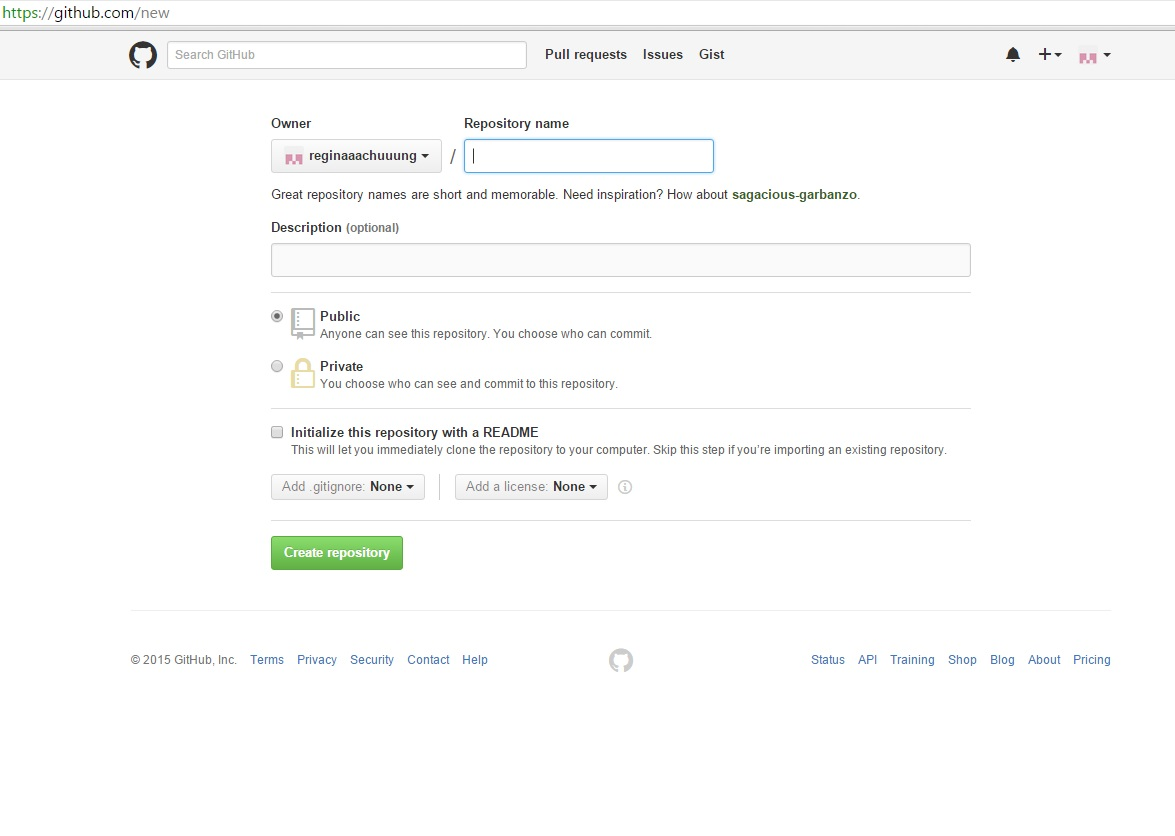 https://github.com/new
Search GitHub Pull requests Issues Gist
Owner Repository name
reginaaachuuung /
Great repository names are short and memorable. Need inspiration? How about sagacious-garbanzo.
Description (optional)
Public
Anyone can see this repository. You choose who can commit.
Private
You choose who can see and commit to this repository.
Initialize this repository with a README
This will let you immediately clone the repository to your computer. Skip this step if you’re importing an existing repository.
Add .gitignore: None Add a license: None
Create repository
© 2015 GitHub, Inc. Terms Privacy Security Contact Help Status API Training Shop Blog About Pricing